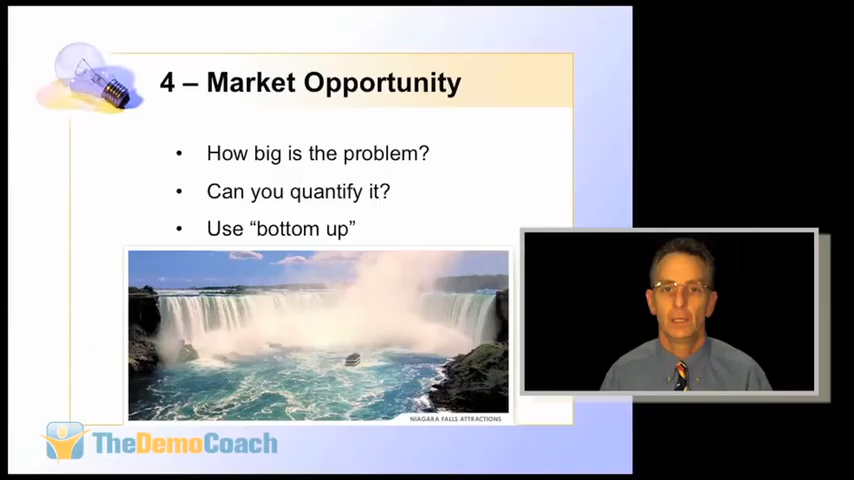 4 – Market Opportunity
• How big is the problem?
• Can you quantify it?
• Use “bottom up”
NIAGARA FALLS ATTRACTIONS
TheDemoCoach